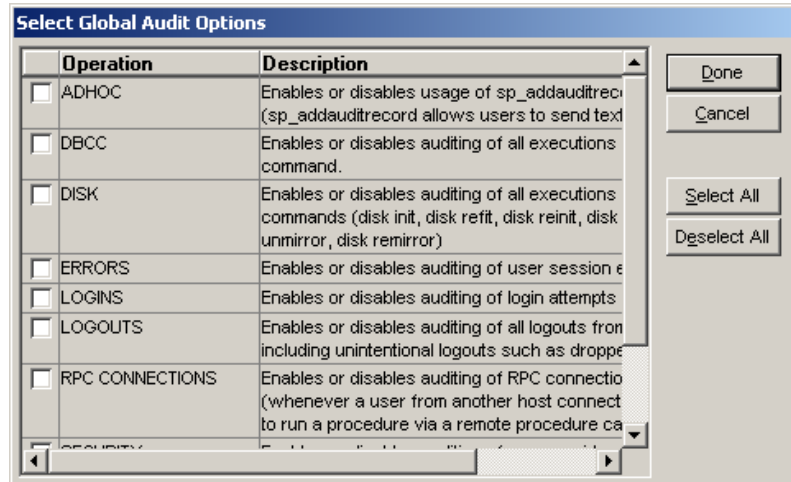 Select Global Audit Options
Operation Description
ADHOC Enables or disables usage of
(sp_addauditrecord allows users to send
DBCC Enables or disables auditing of all executions
command.
DISK Enables or disables auditing of all executions
commands (disk init, disk refit, disk reinit, disk
unmirror, disk remirror)
ERRORS Enables or disables auditing of user session
LOGINS Enables or disables auditing of login attempts
LOGOUTS Enables or disables auditing of all logouts from
including unintentional logouts such as
RPC CONNECTIONS Enables or disables auditing of RPC
(whenever a user from another host connect
to run a procedure via a remote procedure
Done
Cancel
Select All
Deselect All